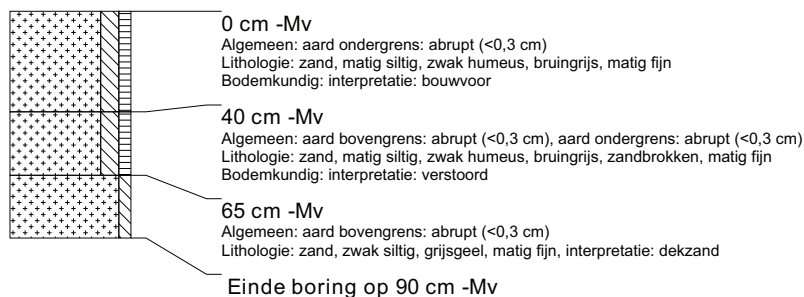 0 cm -Mv
Algemeen: aard ondergrens: abrupt (<0,3 cm)
Lithologie: zand, matig siltig, zwak humeus, bruingrijs, matig fijn
Bodemkundig: interpretatie: bouwvoor
40 cm -Mv
Algemeen: aard bovengrens: abrupt (<0,3 cm), aard ondergrens: abrupt (<0,3 cm)
Lithologie: zand, matig siltig, zwak humeus, bruingrijs, zandbrokken, matig fijn
Bodemkundig: interpretatie: verstoord
65 cm -Mv
Algemeen: aard bovengrens: abrupt (<0,3 cm)
Lithologie: zand, zwak siltig, grijsgeel, matig fijn, interpretatie: dekzand
Einde boring op 90 cm -Mv